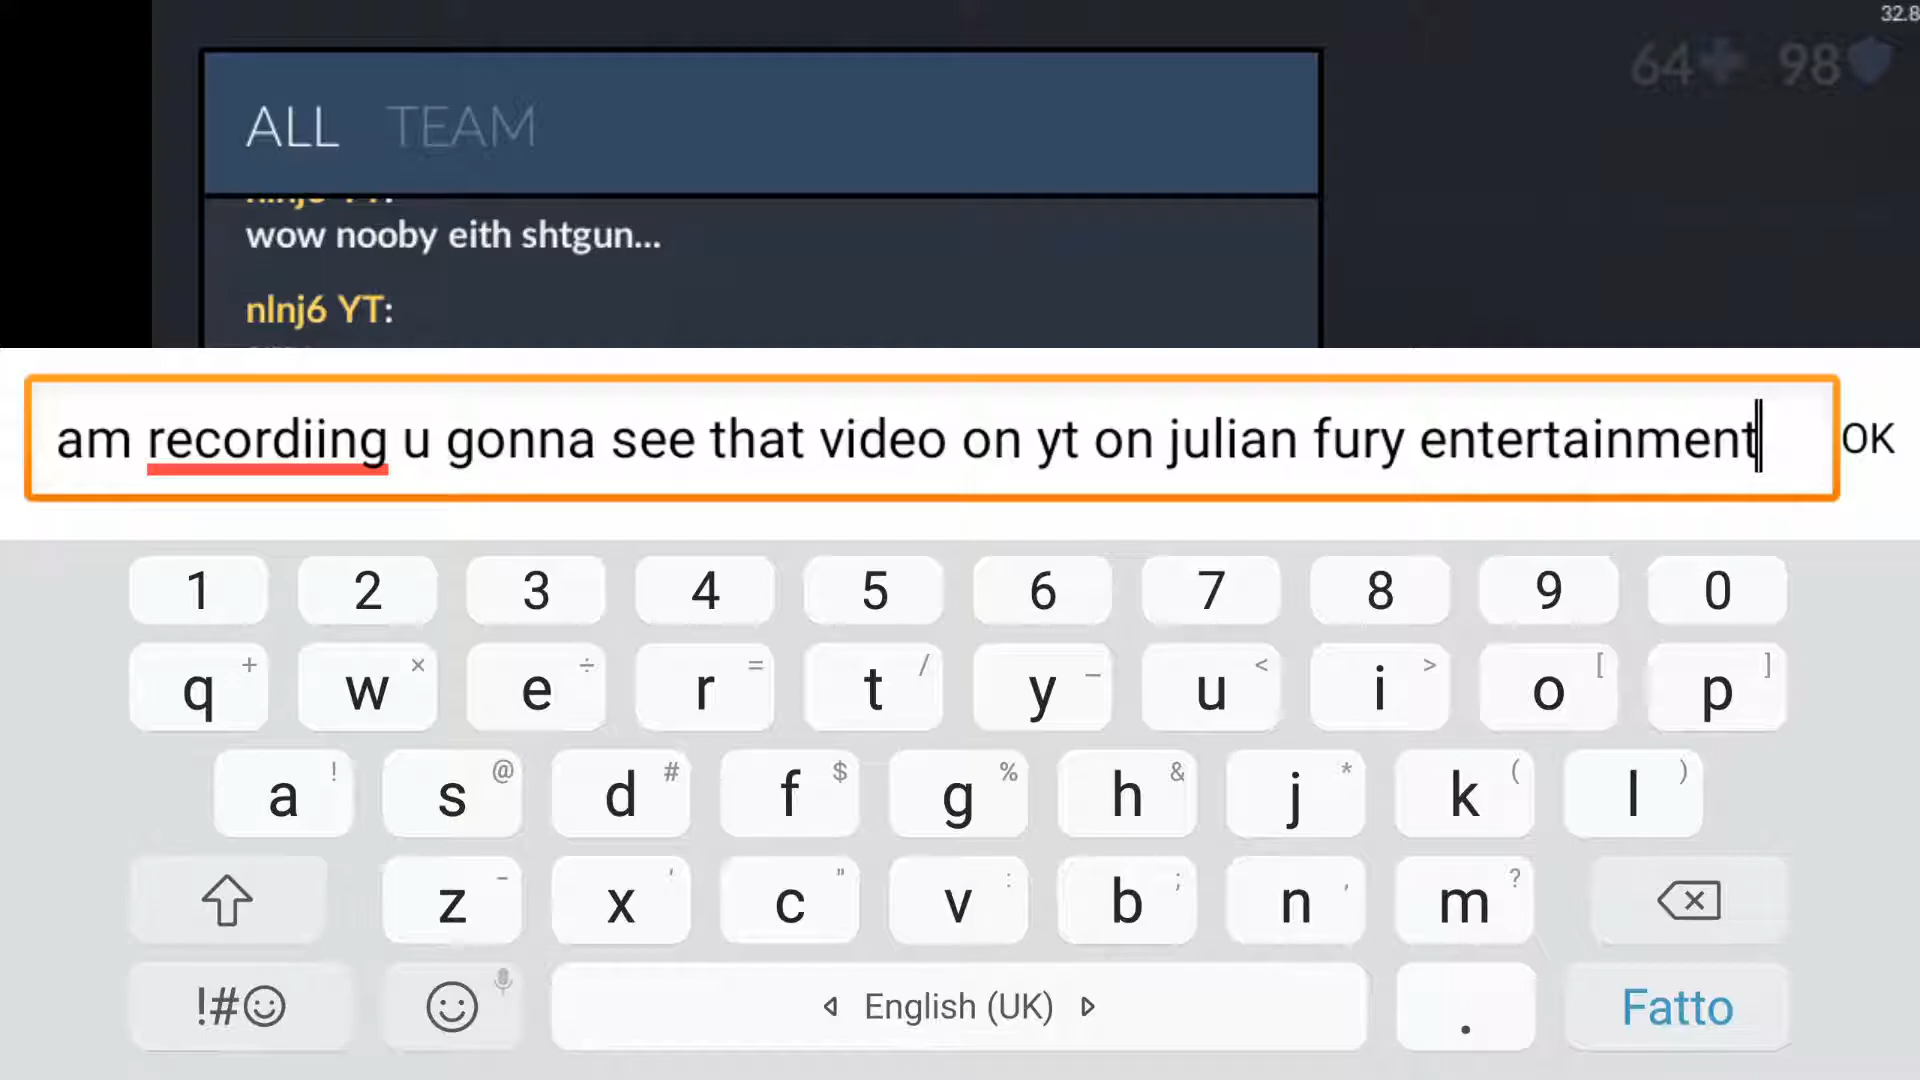 32.8
64 98
ALL TEAM
wow nooby eith shtgun...
nlnj6 YT:
am recordiing u gonna see that video on yt on julian fury entertainment
OK
1 2 3 4 5 6 7 8 9 0
q + w × e ÷ r = t / y _ u < i > o [ p ]
a ! s @ d # f $ g % h & j * k ( l )
z - x ' c " v : b ; n , m ?
!# English (UK) . Fatto